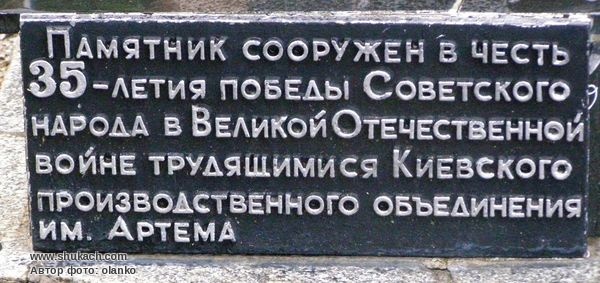 Памятник сооружен в честь
35-летия победы Советского
народа в Великой Отечественной
войне трудящимися Киевского
производственного объединения
им. Артема
www.shukach.com
Автор фото: olanko